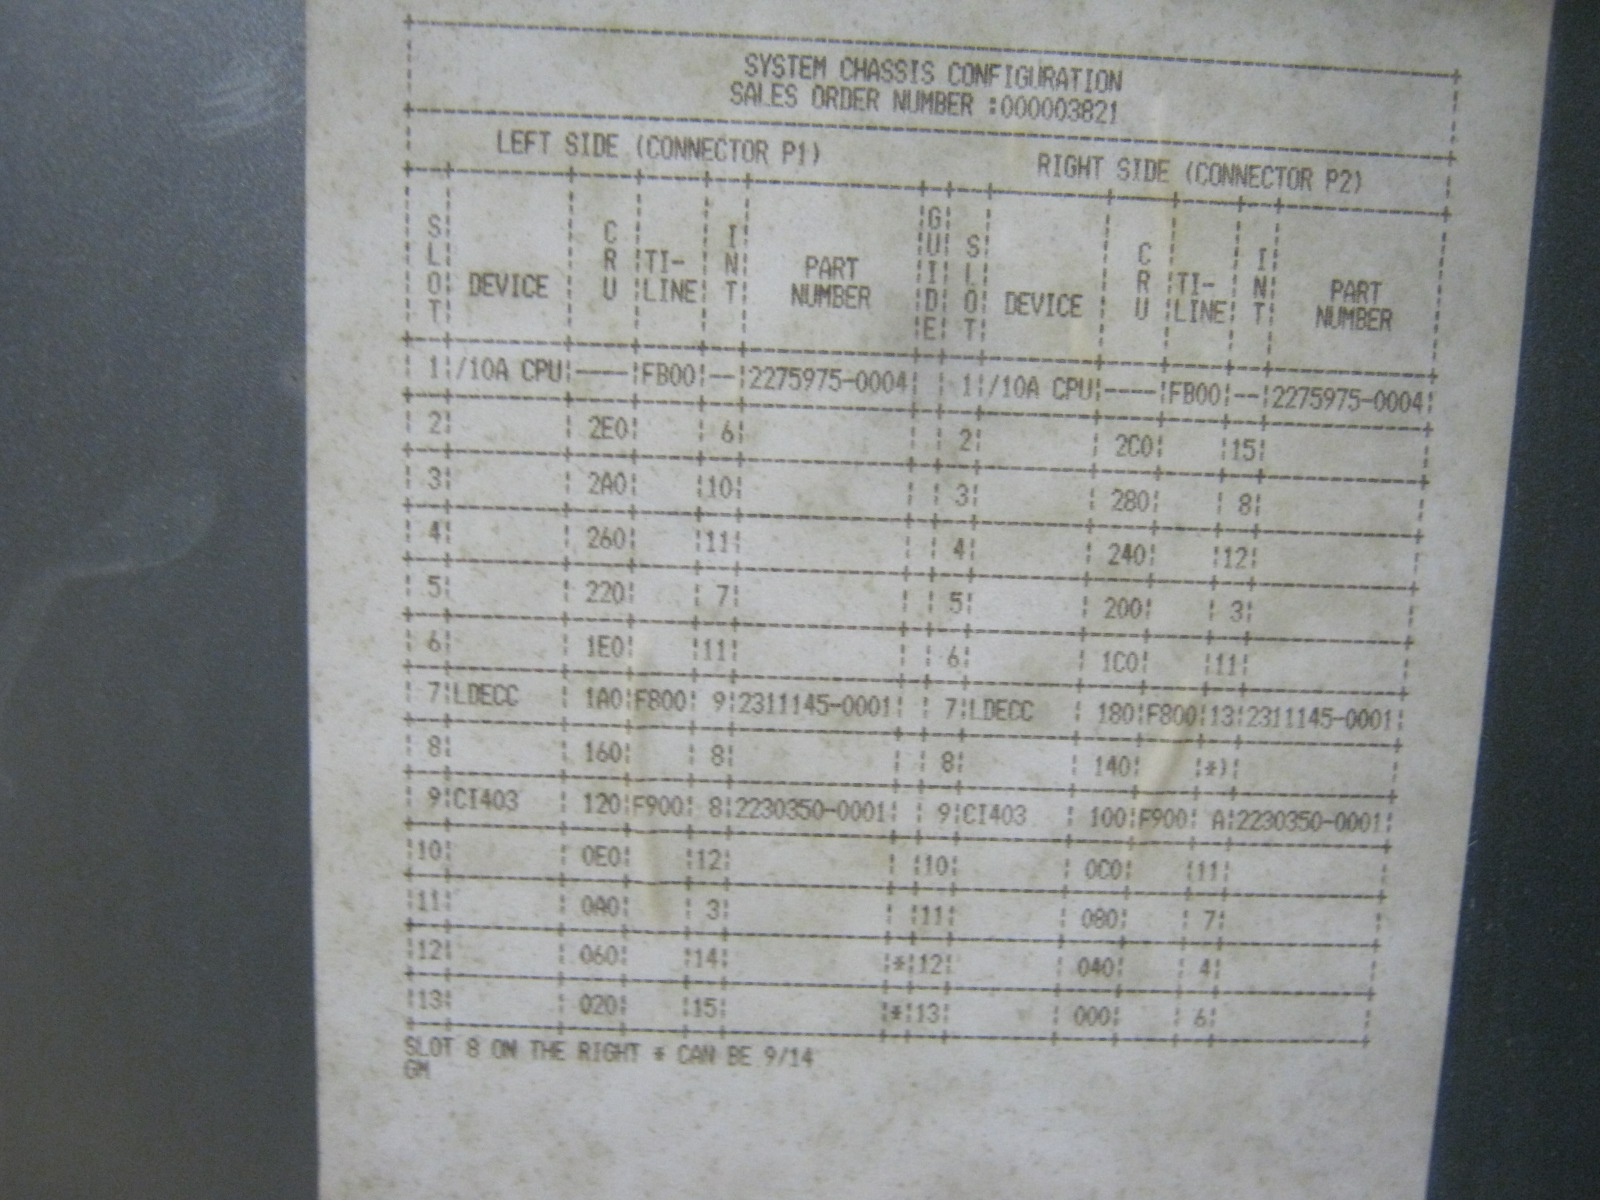 SYSTEM CHASSIS CONFIGURATION
SALES ORDER NUMBER :000003821
LEFT SIDE (CONNECTOR P1) RIGHT SIDE (CONNECTOR P2)
SLOT DEVICE CRU TI-LINE INT PART NUMBER GUIDE SLOT DEVICE CRU TI-LINE INT PART NUMBER
1 /10A CPU ---- FB00 -- 2275975-0004 1 /10A CPU ---- FB00 -- 2275975-0004
2 2E0 6 2 2C0 15
3 2A0 10 3 280 8
4 260 11 4 240 12
5 220 7 5 200 3
6 1E0 11 6 1C0 11
7 LDECC 1A0 F800 9 2311145-0001 7 LDECC 180 F800 13 2311145-0001
8 160 8 8 140 *)
9 CI403 120 F900 8 2230350-0001 9 CI403 100 F900 A 2230350-0001
10 0E0 12 10 0C0 11
11 0A0 3 11 080 7
12 060 14 * 12 040 4
13 020 15 * 13 000 6
SLOT 8 ON THE RIGHT * CAN BE 9/14
GM